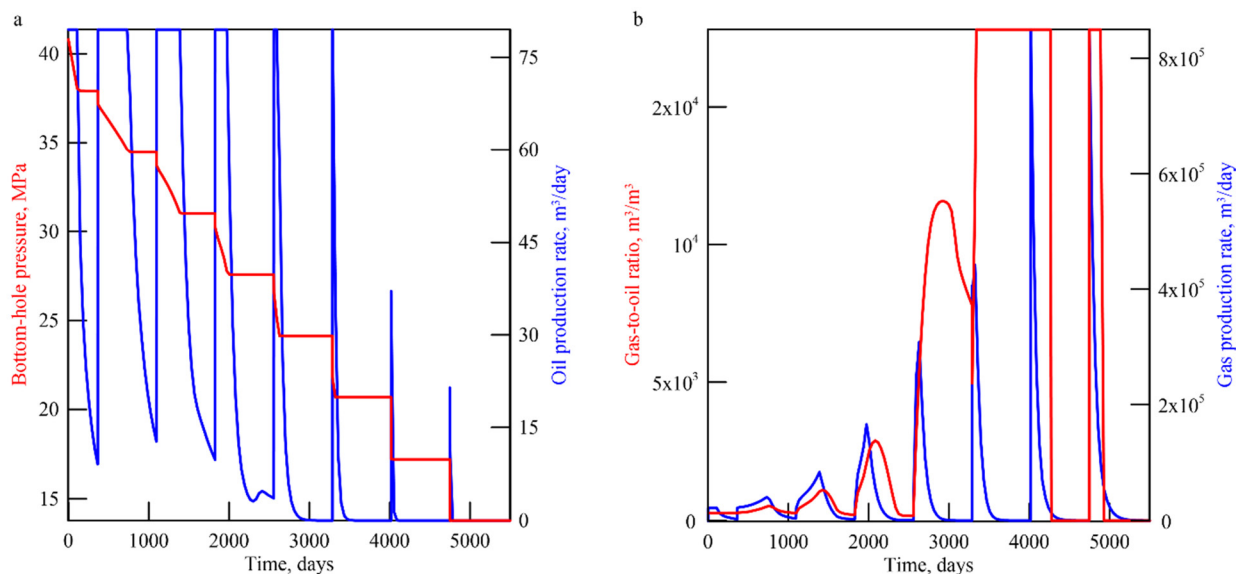 a
40
35
31
25
20
15
Bottom-hole pressure, MPa
75
60
45
30
15
0
Oil production rate, m³/day
0 1000 2000 3000 4000 5000
Time, days
b
2x10⁴
10⁴
5x10³
0
Gas-to-oil ratio, m³/m³
8x10⁵
6x10⁵
4x10⁵
2x10⁵
0
Gas production rate, m³/day
0 1000 2000 3000 4000 5000
Time, days